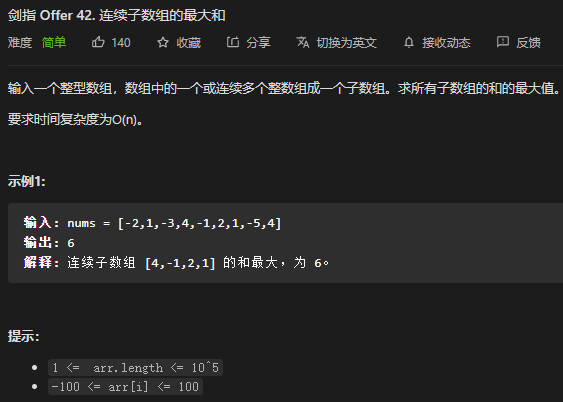 剑指 Offer 42. 连续子数组的最大和
难度 简单 140 收藏 分享 切换为英文 接收动态 反馈
输入一个整型数组，数组中的一个或连续多个整数组成一个子数组。求所有子数组的和的最大值。
要求时间复杂度为O(n)。
示例1:
输入: nums = [-2,1,-3,4,-1,2,1,-5,4]
输出: 6
解释: 连续子数组 [4,-1,2,1] 的和最大，为 6。
提示：
1 <= arr.length <= 10^5
-100 <= arr[i] <= 100